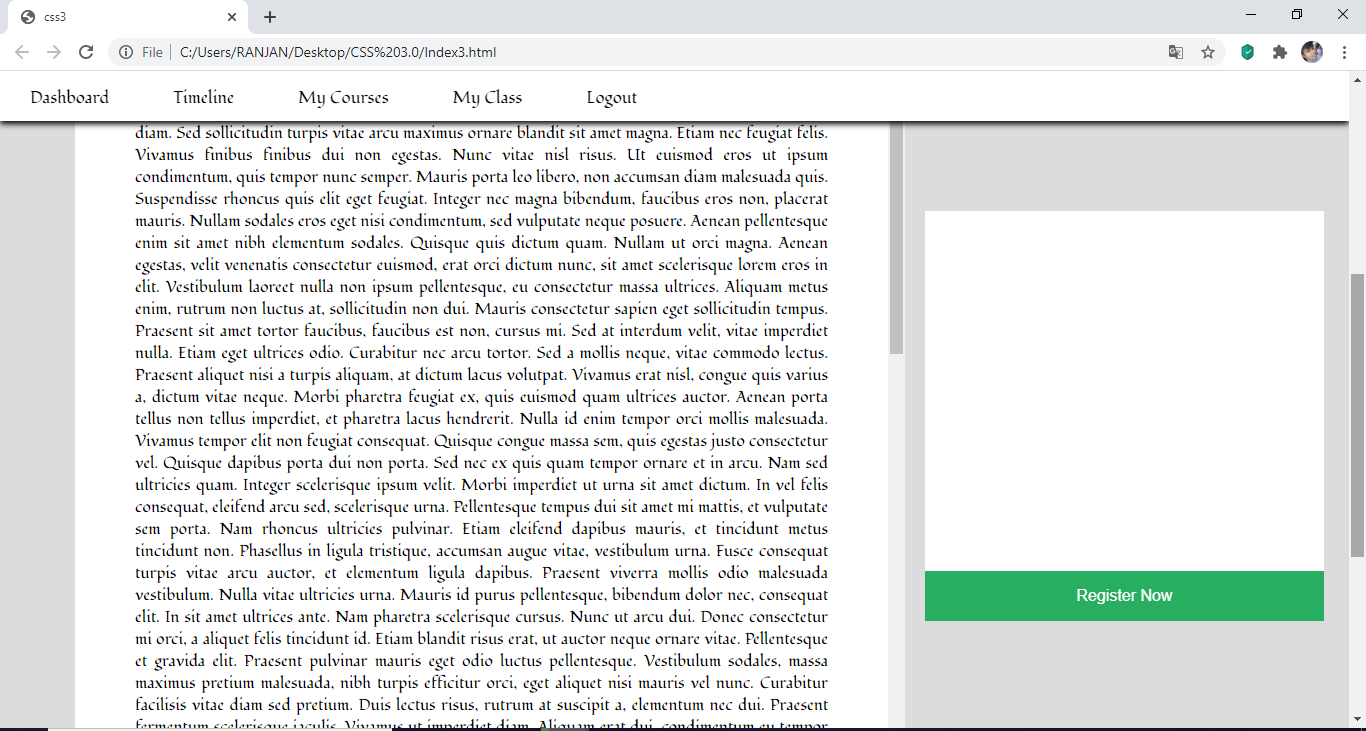 css3
File
C:/Users/RANJAN/Desktop/CSS%203.0/Index3.html
Dashboard Timeline My Courses My Class Logout
diam. Sed sollicitudin turpis vitae arcu maximus ornare blandit sit amet magna. Etiam nec feugiat felis.
Vivamus finibus finibus dui non egestas. Nunc vitae nisl risus. Ut euismod eros ut ipsum
condimentum, quis tempor nunc semper. Mauris porta leo libero, non accumsan diam malesuada quis.
Suspendisse rhoncus quis elit eget feugiat. Integer nec magna bibendum, faucibus eros non, placerat
mauris. Nullam sodales eros eget nisi condimentum, sed vulputate neque posuere. Aenean pellentesque
enim sit amet nibh elementum sodales. Quisque quis dictum quam. Nullam ut orci magna. Aenean
egestas, velit venenatis consectetur euismod, erat orci dictum nunc, sit amet scelerisque lorem eros in
elit. Vestibulum laoreet nulla non ipsum pellentesque, eu consectetur massa ultrices. Aliquam metus
enim, rutrum non luctus at, sollicitudin non dui. Mauris consectetur sapien eget sollicitudin tempus.
Praesent sit amet tortor faucibus, faucibus est non, cursus mi. Sed at interdum velit, vitae imperdiet
nulla. Etiam eget ultrices odio. Curabitur nec arcu tortor. Sed a mollis neque, vitae commodo lectus.
Praesent aliquet nisi a turpis aliquam, at dictum lacus volutpat. Vivamus erat nisl, congue quis varius
a, dictum vitae neque. Morbi pharetra feugiat ex, quis euismod quam ultrices auctor. Aenean porta
tellus non tellus imperdiet, et pharetra lacus hendrerit. Nulla id enim tempor orci mollis malesuada.
Vivamus tempor elit non feugiat consequat. Quisque congue massa sem, quis egestas justo consectetur
vel. Quisque dapibus porta dui non porta. Sed nec ex quis quam tempor ornare et in arcu. Nam sed
ultricies quam. Integer scelerisque ipsum velit. Morbi imperdiet ut urna sit amet dictum. In vel felis
consequat, eleifend arcu sed, scelerisque urna. Pellentesque tempus dui sit amet mi mattis, et vulputate
sem porta. Nam rhoncus ultricies pulvinar. Etiam eleifend dapibus mauris, et tincidunt metus
tincidunt non. Phasellus in ligula tristique, accumsan augue vitae, vestibulum urna. Fusce consequat
turpis vitae arcu auctor, et elementum ligula dapibus. Praesent viverra mollis odio malesuada
vestibulum. Nulla vitae ultricies urna. Mauris id purus pellentesque, bibendum dolor nec, consequat
elit. In sit amet ultrices ante. Nam pharetra scelerisque cursus. Nunc ut arcu dui. Donec consectetur
mi orci, a aliquet felis tincidunt id. Etiam blandit risus erat, ut auctor neque ornare vitae. Pellentesque
et gravida elit. Praesent pulvinar mauris eget odio luctus pellentesque. Vestibulum sodales, massa
maximus pretium malesuada, nibh turpis efficitur orci, eget aliquet nisi mauris vel nunc. Curabitur
facilisis vitae diam sed pretium. Duis lectus risus, rutrum at suscipit a, elementum nec dui. Praesent
fermentum scelerisque iaculis. Vivamus ut imperdiet diam. Aliquam erat dui, condimentum eu tempor
Register Now